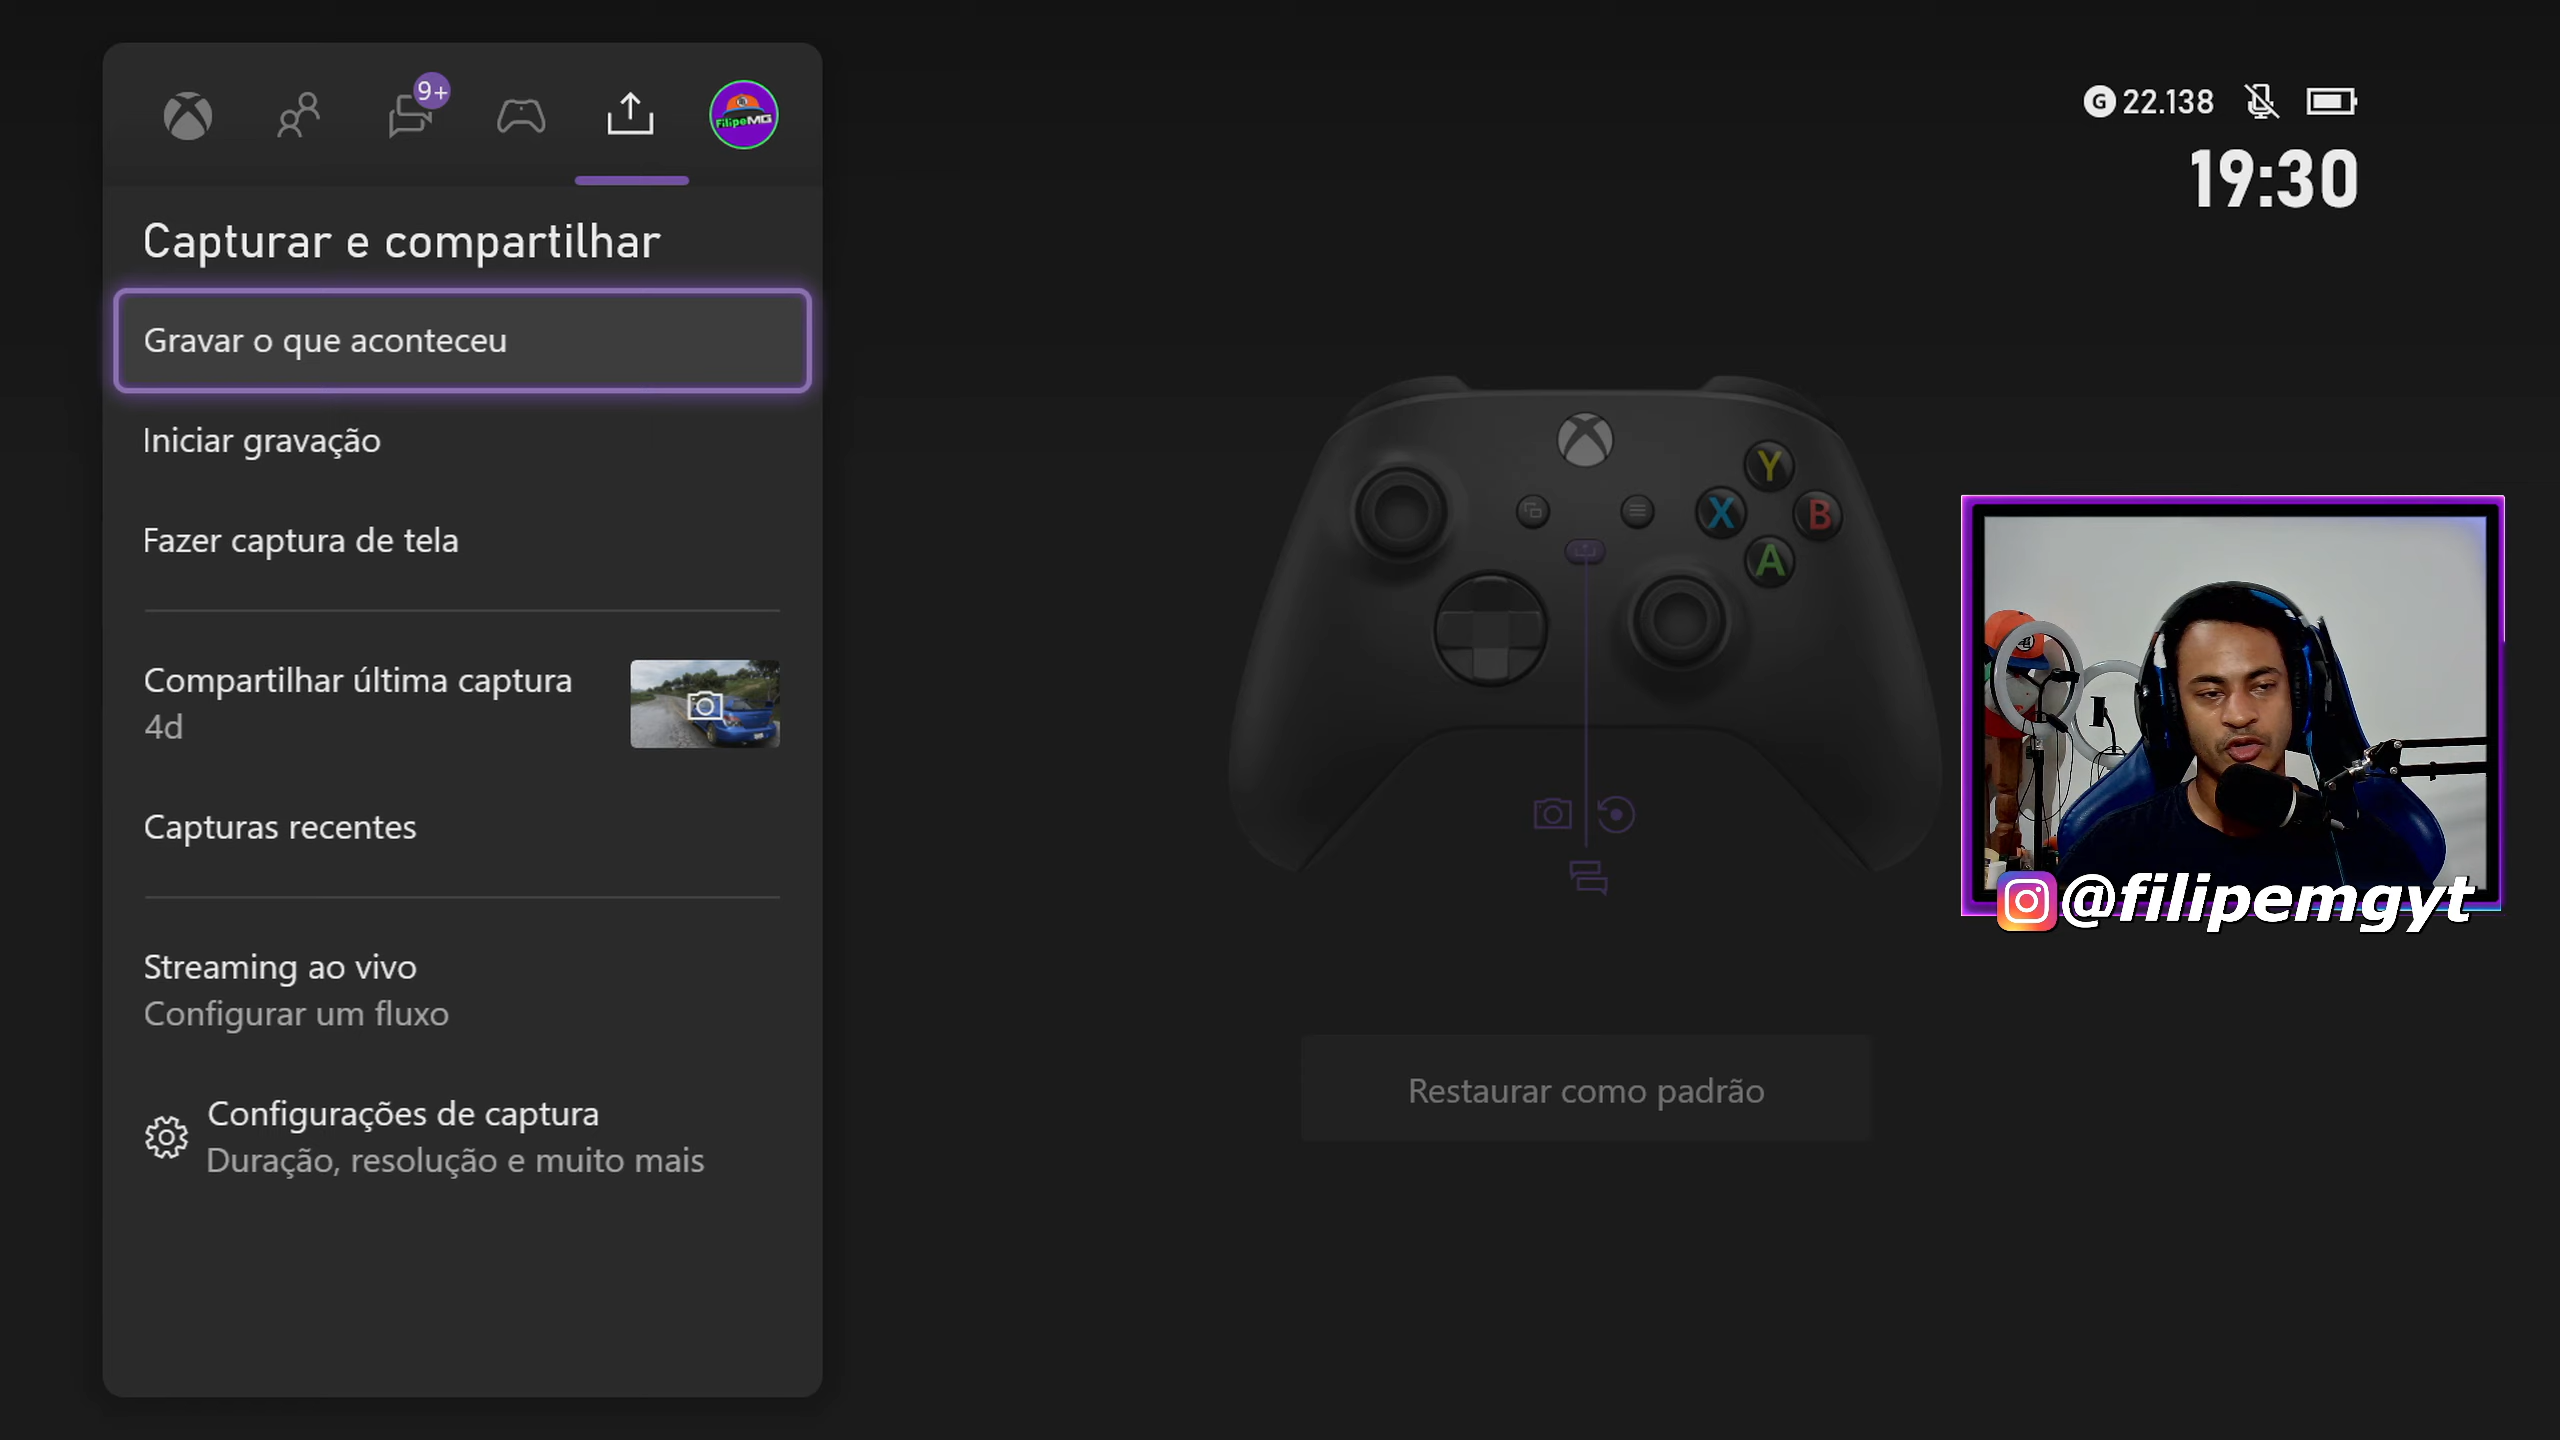 9+
FilipeMG
G 22.138
19:30
Capturar e compartilhar
Gravar o que aconteceu
Iniciar gravação
Fazer captura de tela
Compartilhar última captura
4d
Capturas recentes
Streaming ao vivo
Configurar um fluxo
Configurações de captura
Duração, resolução e muito mais
Y
X
B
A
@filipemgyt
Restaurar como padrão